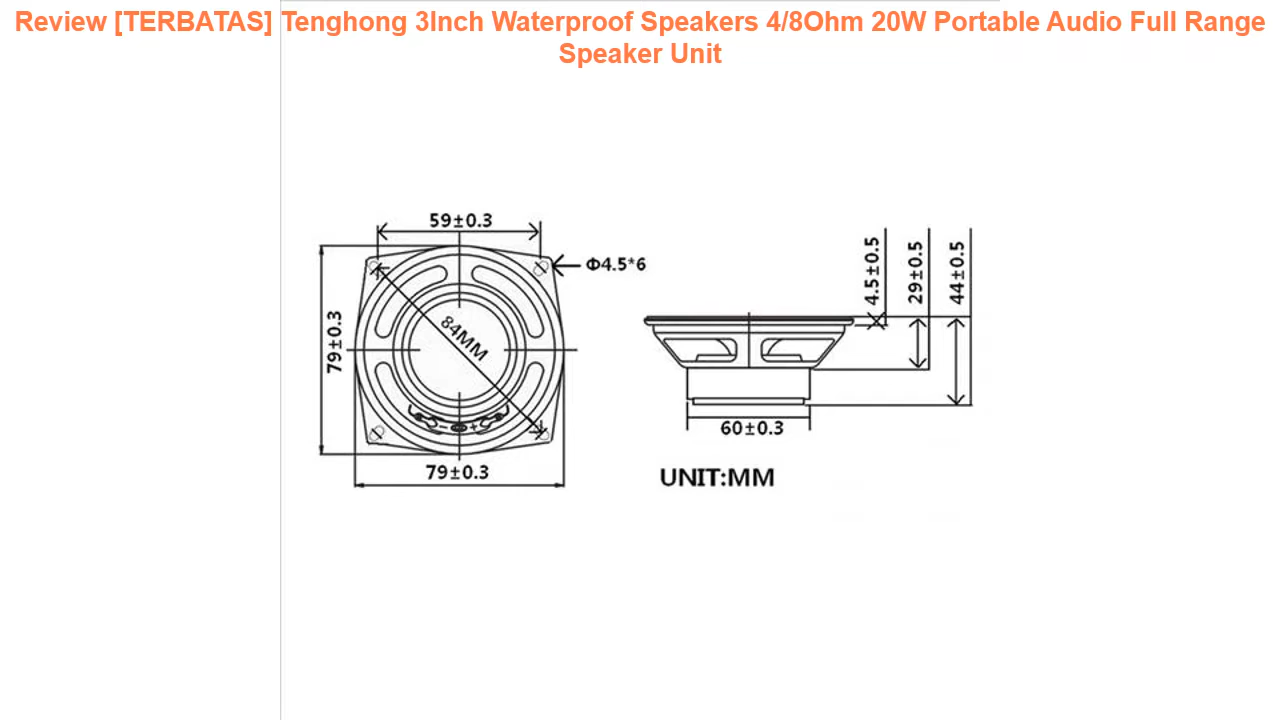 Review [TERBATAS] Tenghong 3Inch Waterproof Speakers 4/8Ohm 20W Portable Audio Full Range
Speaker Unit
59±0.3
Φ4.5*6
79±0.3
84MM
- +
79±0.3
4.5±0.5
29±0.5
44±0.5
60±0.3
UNIT:MM